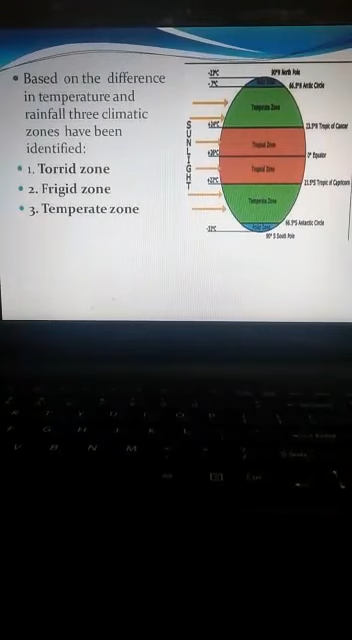 • Based on the difference
in temperature and
rainfall three climatic
zones have been
identified:
• 1. Torrid zone
• 2. Frigid zone
• 3. Temperate zone
90°N North Pole
66.5°N Arctic Circle
Temperate Zone
23.5°N Tropic of Cancer
Tropical Zone
0° Equator
Tropical Zone
23.5°S Tropic of Capricorn
Temperate Zone
66.5°S Antarctic Circle
90° S South Pole
SUNLIGHT
P
F G H J K L
V B N M
Ctrl